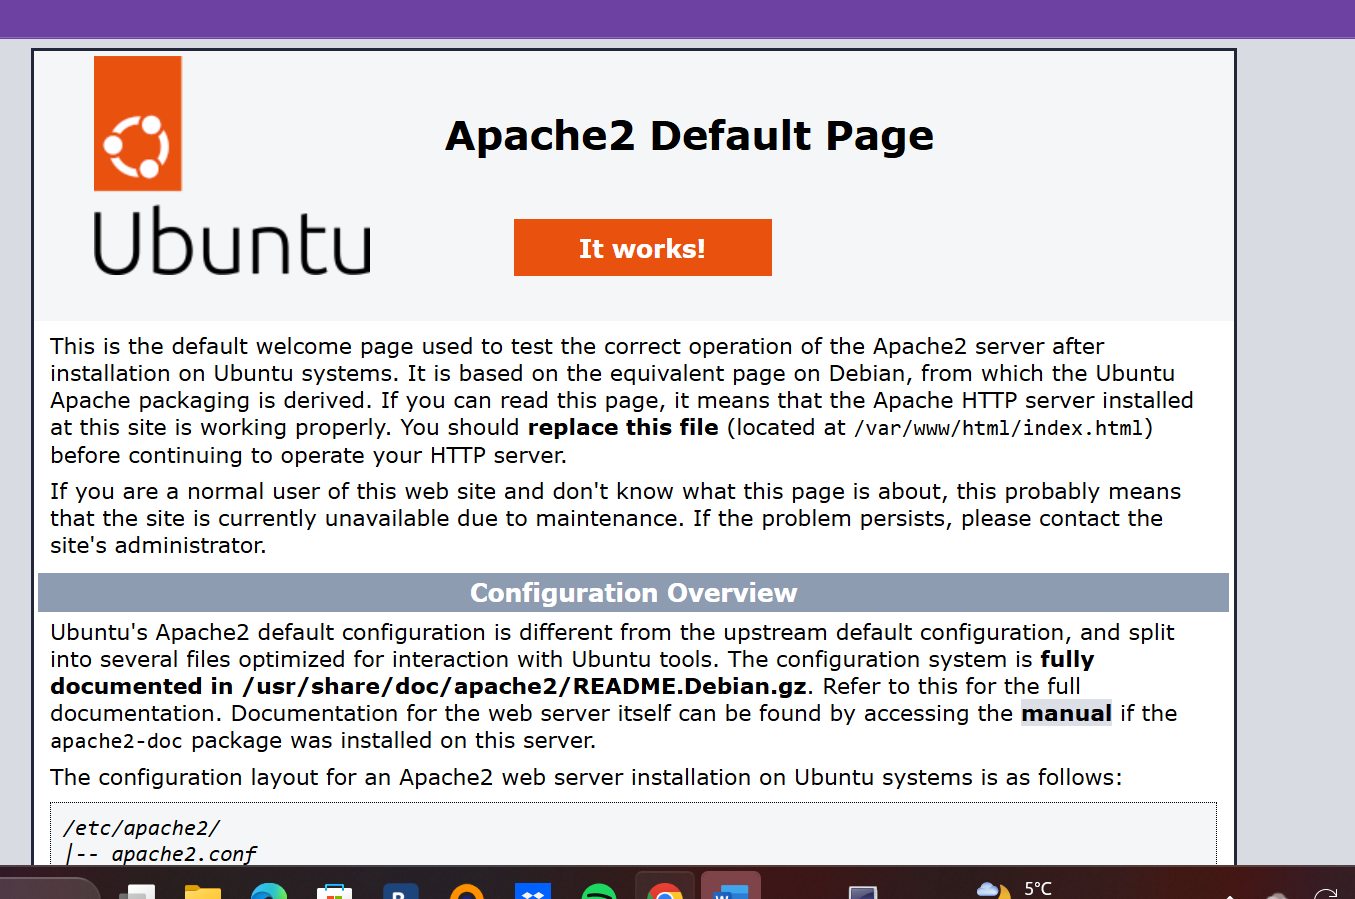 Apache2 Default Page
Ubuntu
It works!
This is the default welcome page used to test the correct operation of the Apache2 server after
installation on Ubuntu systems. It is based on the equivalent page on Debian, from which the Ubuntu
Apache packaging is derived. If you can read this page, it means that the Apache HTTP server installed
at this site is working properly. You should replace this file (located at /var/www/html/index.html)
before continuing to operate your HTTP server.
If you are a normal user of this web site and don't know what this page is about, this probably means
that the site is currently unavailable due to maintenance. If the problem persists, please contact the
site's administrator.
Configuration Overview
Ubuntu's Apache2 default configuration is different from the upstream default configuration, and split
into several files optimized for interaction with Ubuntu tools. The configuration system is fully
documented in /usr/share/doc/apache2/README.Debian.gz. Refer to this for the full
documentation. Documentation for the web server itself can be found by accessing the manual if the
apache2-doc package was installed on this server.
The configuration layout for an Apache2 web server installation on Ubuntu systems is as follows:
/etc/apache2/
|-- apache2.conf
5°C